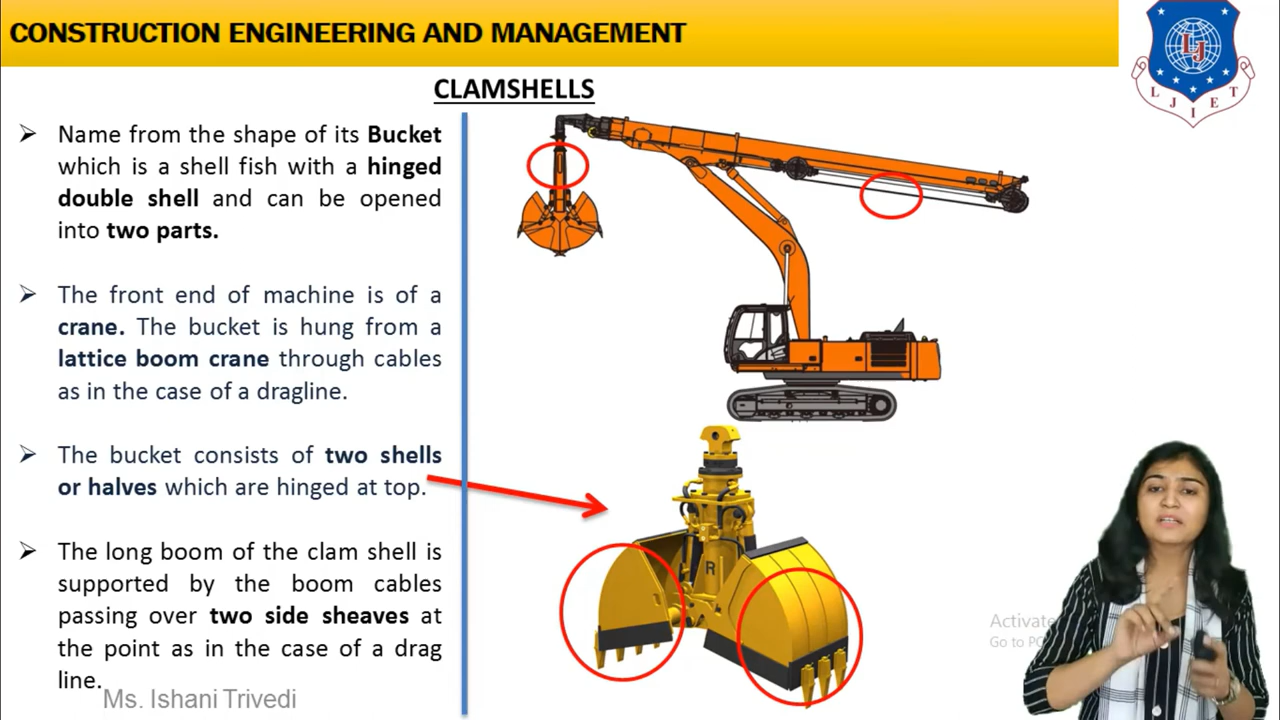 CONSTRUCTION ENGINEERING AND MANAGEMENT
LJ
L J I E T
CLAMSHELLS
Name from the shape of its Bucket
which is a shell fish with a hinged
double shell and can be opened
into two parts.
The front end of machine is of a
crane. The bucket is hung from a
lattice boom crane through cables
as in the case of a dragline.
The bucket consists of two shells
or halves which are hinged at top.
The long boom of the clam shell is
supported by the boom cables
passing over two side sheaves at
the point as in the case of a drag
line.
Ms. Ishani Trivedi
R
Activate
Go to PC